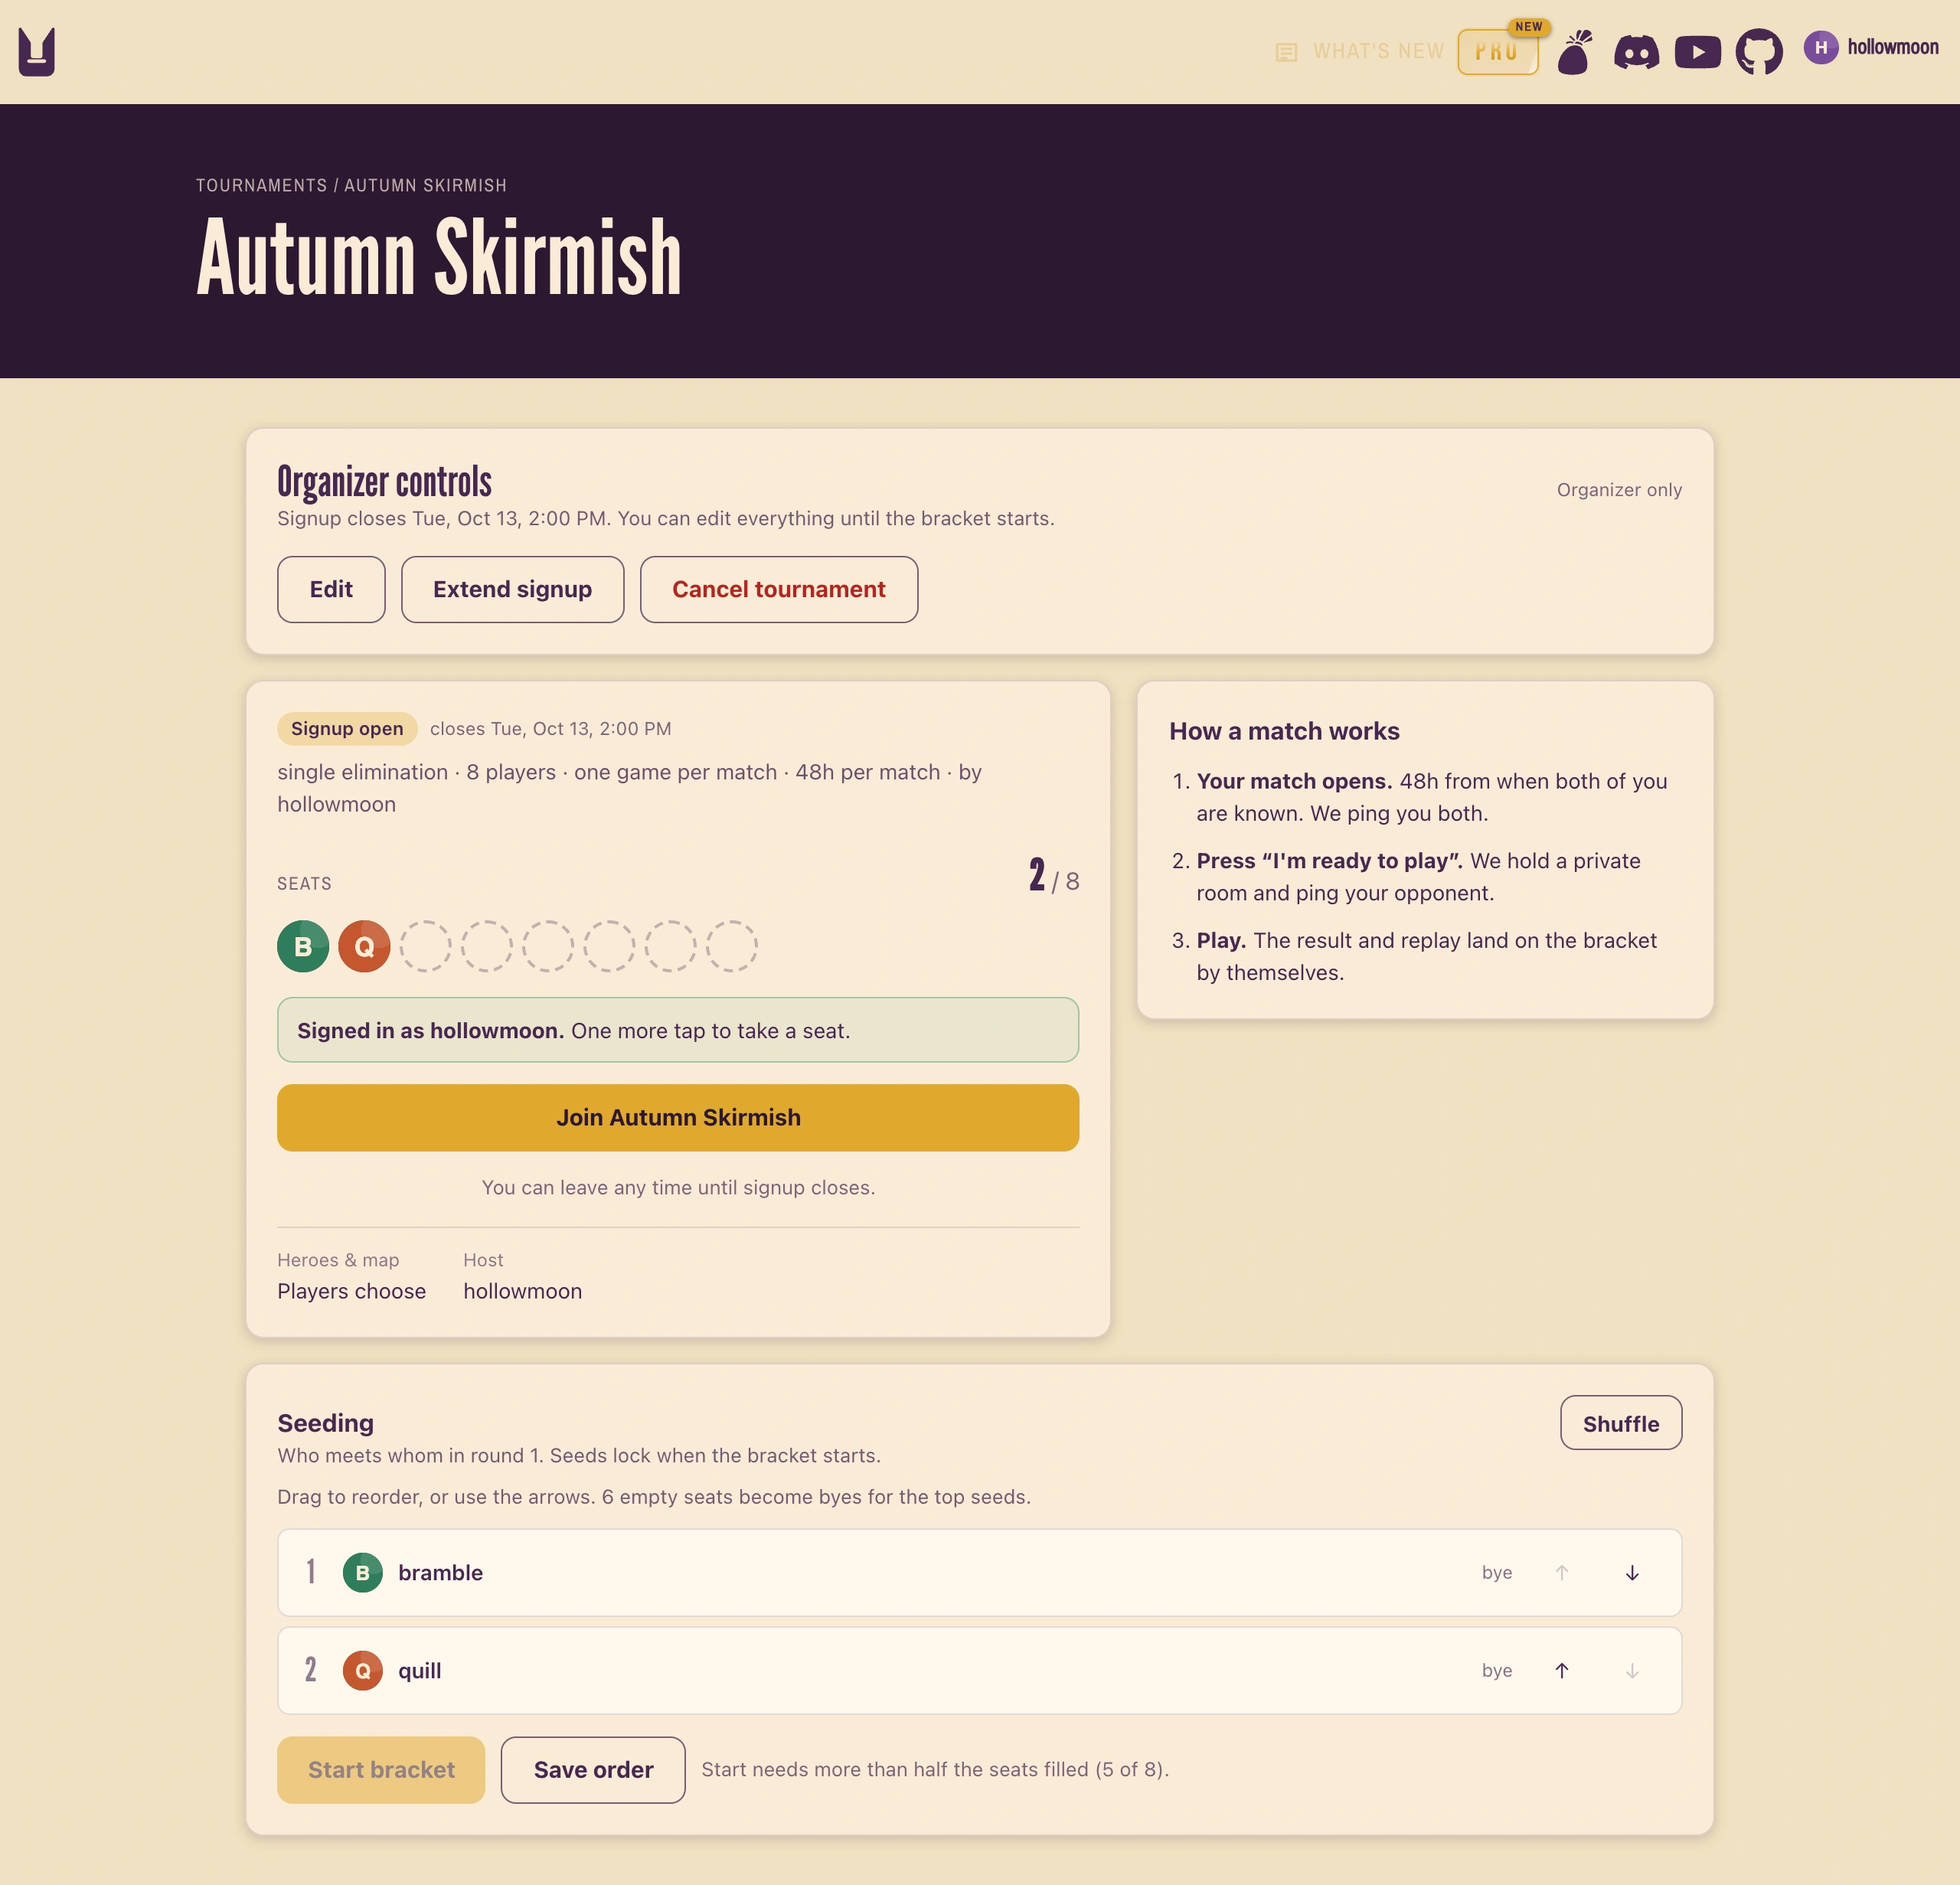 WHAT'S NEW
PRO
NEW
H
hollowmoon
TOURNAMENTS / AUTUMN SKIRMISH
Autumn Skirmish
Organizer controls
Organizer only
Signup closes Tue, Oct 13, 2:00 PM. You can edit everything until the bracket starts.
Edit
Extend signup
Cancel tournament
Signup open
closes Tue, Oct 13, 2:00 PM
single elimination · 8 players · one game per match · 48h per match · by
hollowmoon
SEATS
2 / 8
B
Q
Signed in as hollowmoon. One more tap to take a seat.
Join Autumn Skirmish
You can leave any time until signup closes.
Heroes & map
Players choose
Host
hollowmoon
How a match works
1. Your match opens. 48h from when both of you
are known. We ping you both.
2. Press “I'm ready to play”. We hold a private
room and ping your opponent.
3. Play. The result and replay land on the bracket
by themselves.
Seeding
Shuffle
Who meets whom in round 1. Seeds lock when the bracket starts.
Drag to reorder, or use the arrows. 6 empty seats become byes for the top seeds.
1 B bramble bye ↑ ↓
2 Q quill bye ↑ ↓
Start bracket
Save order
Start needs more than half the seats filled (5 of 8).